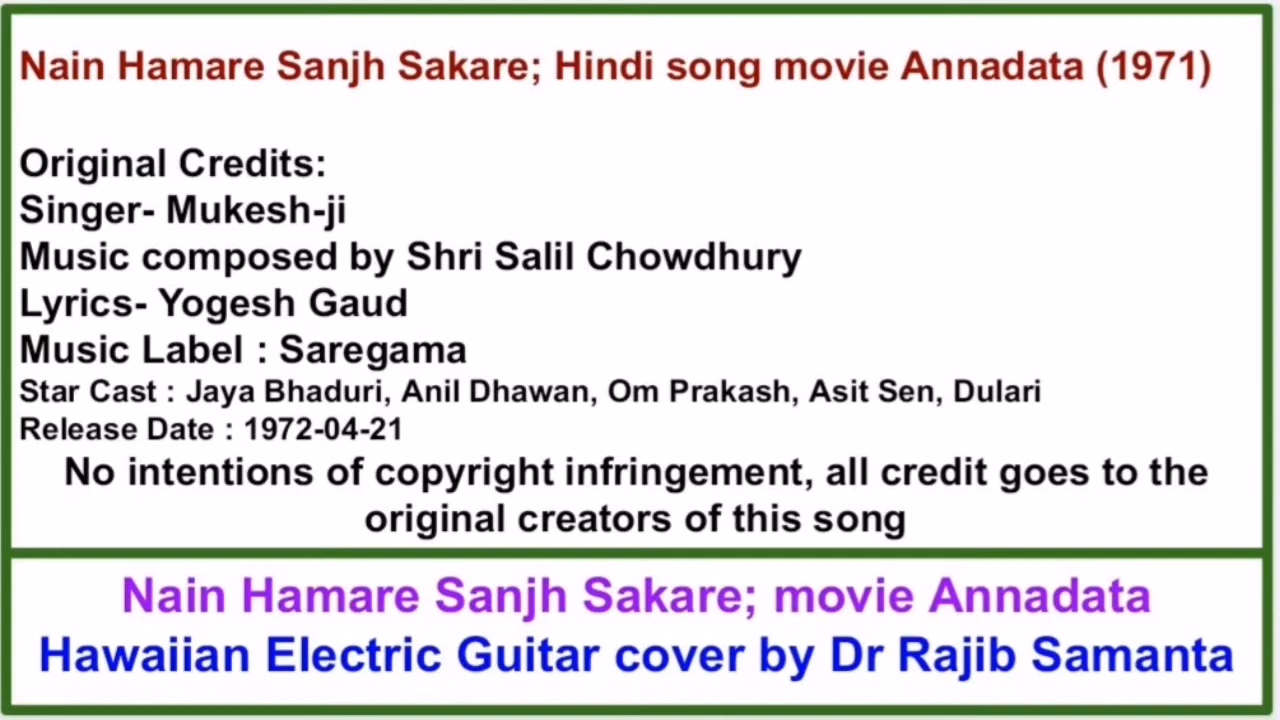 Nain Hamare Sanjh Sakare; Hindi song movie Annadata (1971)
Original Credits:
Singer- Mukesh-ji
Music composed by Shri Salil Chowdhury
Lyrics- Yogesh Gaud
Music Label : Saregama
Star Cast : Jaya Bhaduri, Anil Dhawan, Om Prakash, Asit Sen, Dulari
Release Date : 1972-04-21
No intentions of copyright infringement, all credit goes to the
original creators of this song
Nain Hamare Sanjh Sakare; movie Annadata
Hawaiian Electric Guitar cover by Dr Rajib Samanta